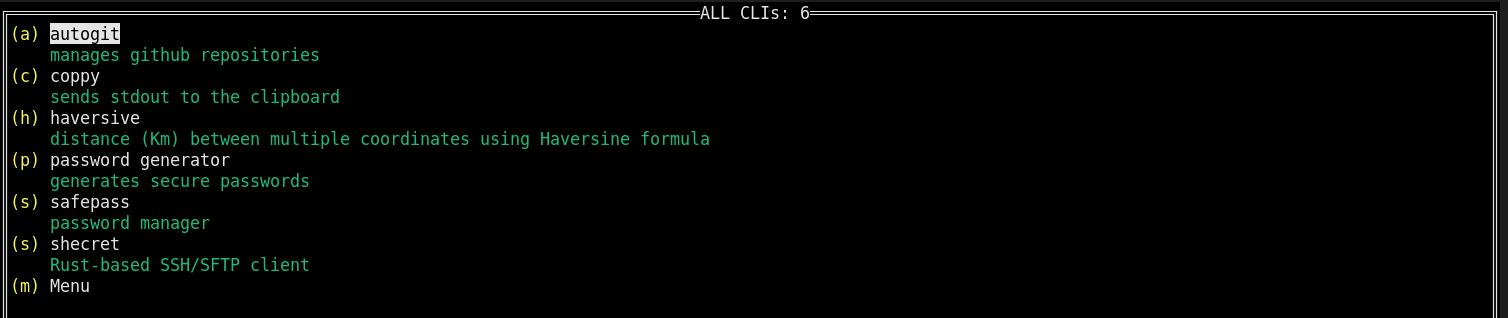 ALL CLIs: 6
(a) autogit
manages github repositories
(c) coppy
sends stdout to the clipboard
(h) haversive
distance (Km) between multiple coordinates using Haversine formula
(p) password generator
generates secure passwords
(s) safepass
password manager
(s) shecret
Rust-based SSH/SFTP client
(m) Menu